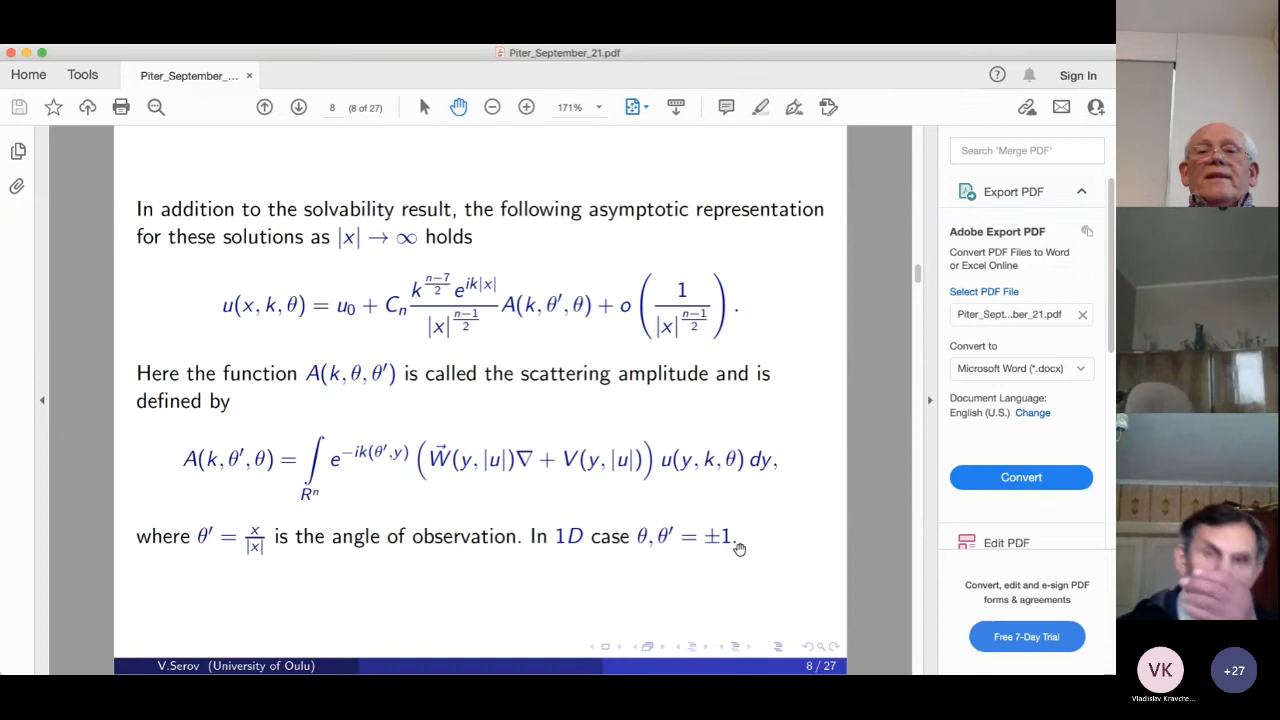 Piter_September_21.pdf
Home Tools Piter_September_... × Sign In
8 (8 of 27) 171%
In addition to the solvability result, the following asymptotic representation
for these solutions as |x| → ∞ holds
u(x, k, θ) = u₀ + Cₙ k^{\frac{n−7}{2}} e^{ik|x|} / |x|^{\frac{n−1}{2}} A(k, θ′, θ) + o ( 1 / |x|^{\frac{n−1}{2}} ) .
Here the function A(k, θ, θ′) is called the scattering amplitude and is
defined by
A(k, θ′, θ) = ∫_{Rⁿ} e^{−ik(θ′,y)} ( \vec{W}(y, |u|)∇ + V(y, |u|) ) u(y, k, θ) dy,
where θ′ = x/|x| is the angle of observation. In 1D case θ, θ′ = ±1.
V.Serov (University of Oulu) 8 / 27
Search 'Merge PDF'
Export PDF
Adobe Export PDF
Convert PDF Files to Word
or Excel Online
Select PDF File
Piter_Sept...ber_21.pdf
Convert to
Microsoft Word (*.docx)
Document Language:
English (U.S.) Change
Convert
Edit PDF
Convert, edit and e-sign PDF
forms & agreements
Free 7-Day Trial
VK +27
Vladislav Kravche...